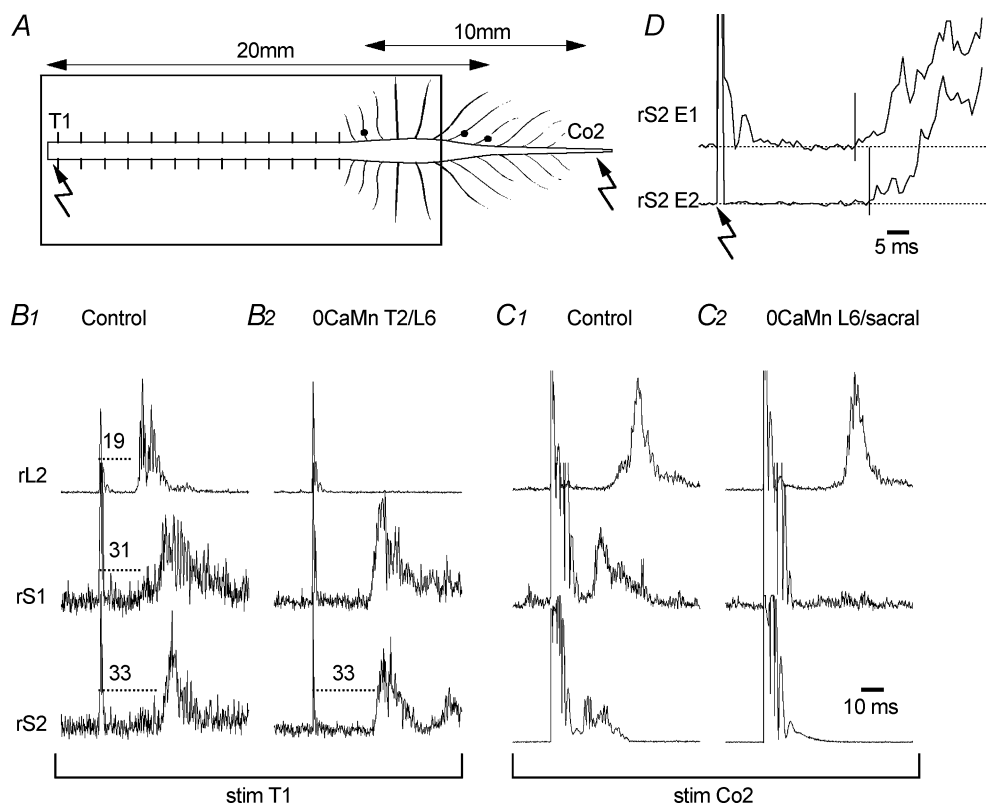 A
20mm
10mm
T1
Co2
D
rS2 E1
rS2 E2
5 ms
B1 Control
B2 0CaMn T2/L6
C1 Control
C2 0CaMn L6/sacral
rL2
19
rS1
31
rS2
33
33
10 ms
stim T1
stim Co2